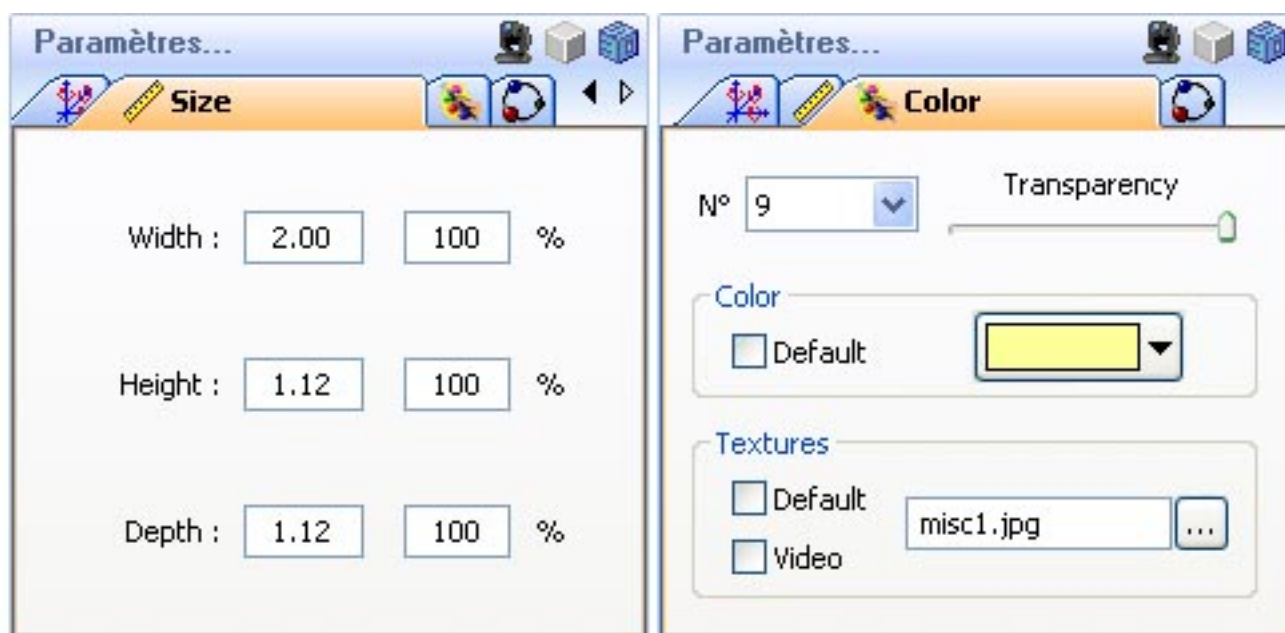 Paramètres...
Size
Width : 2.00 100 %
Height : 1.12 100 %
Depth : 1.12 100 %
Paramètres...
Color
N° 9 Transparency
Color
Default
Textures
Default
misc1.jpg ...
Video